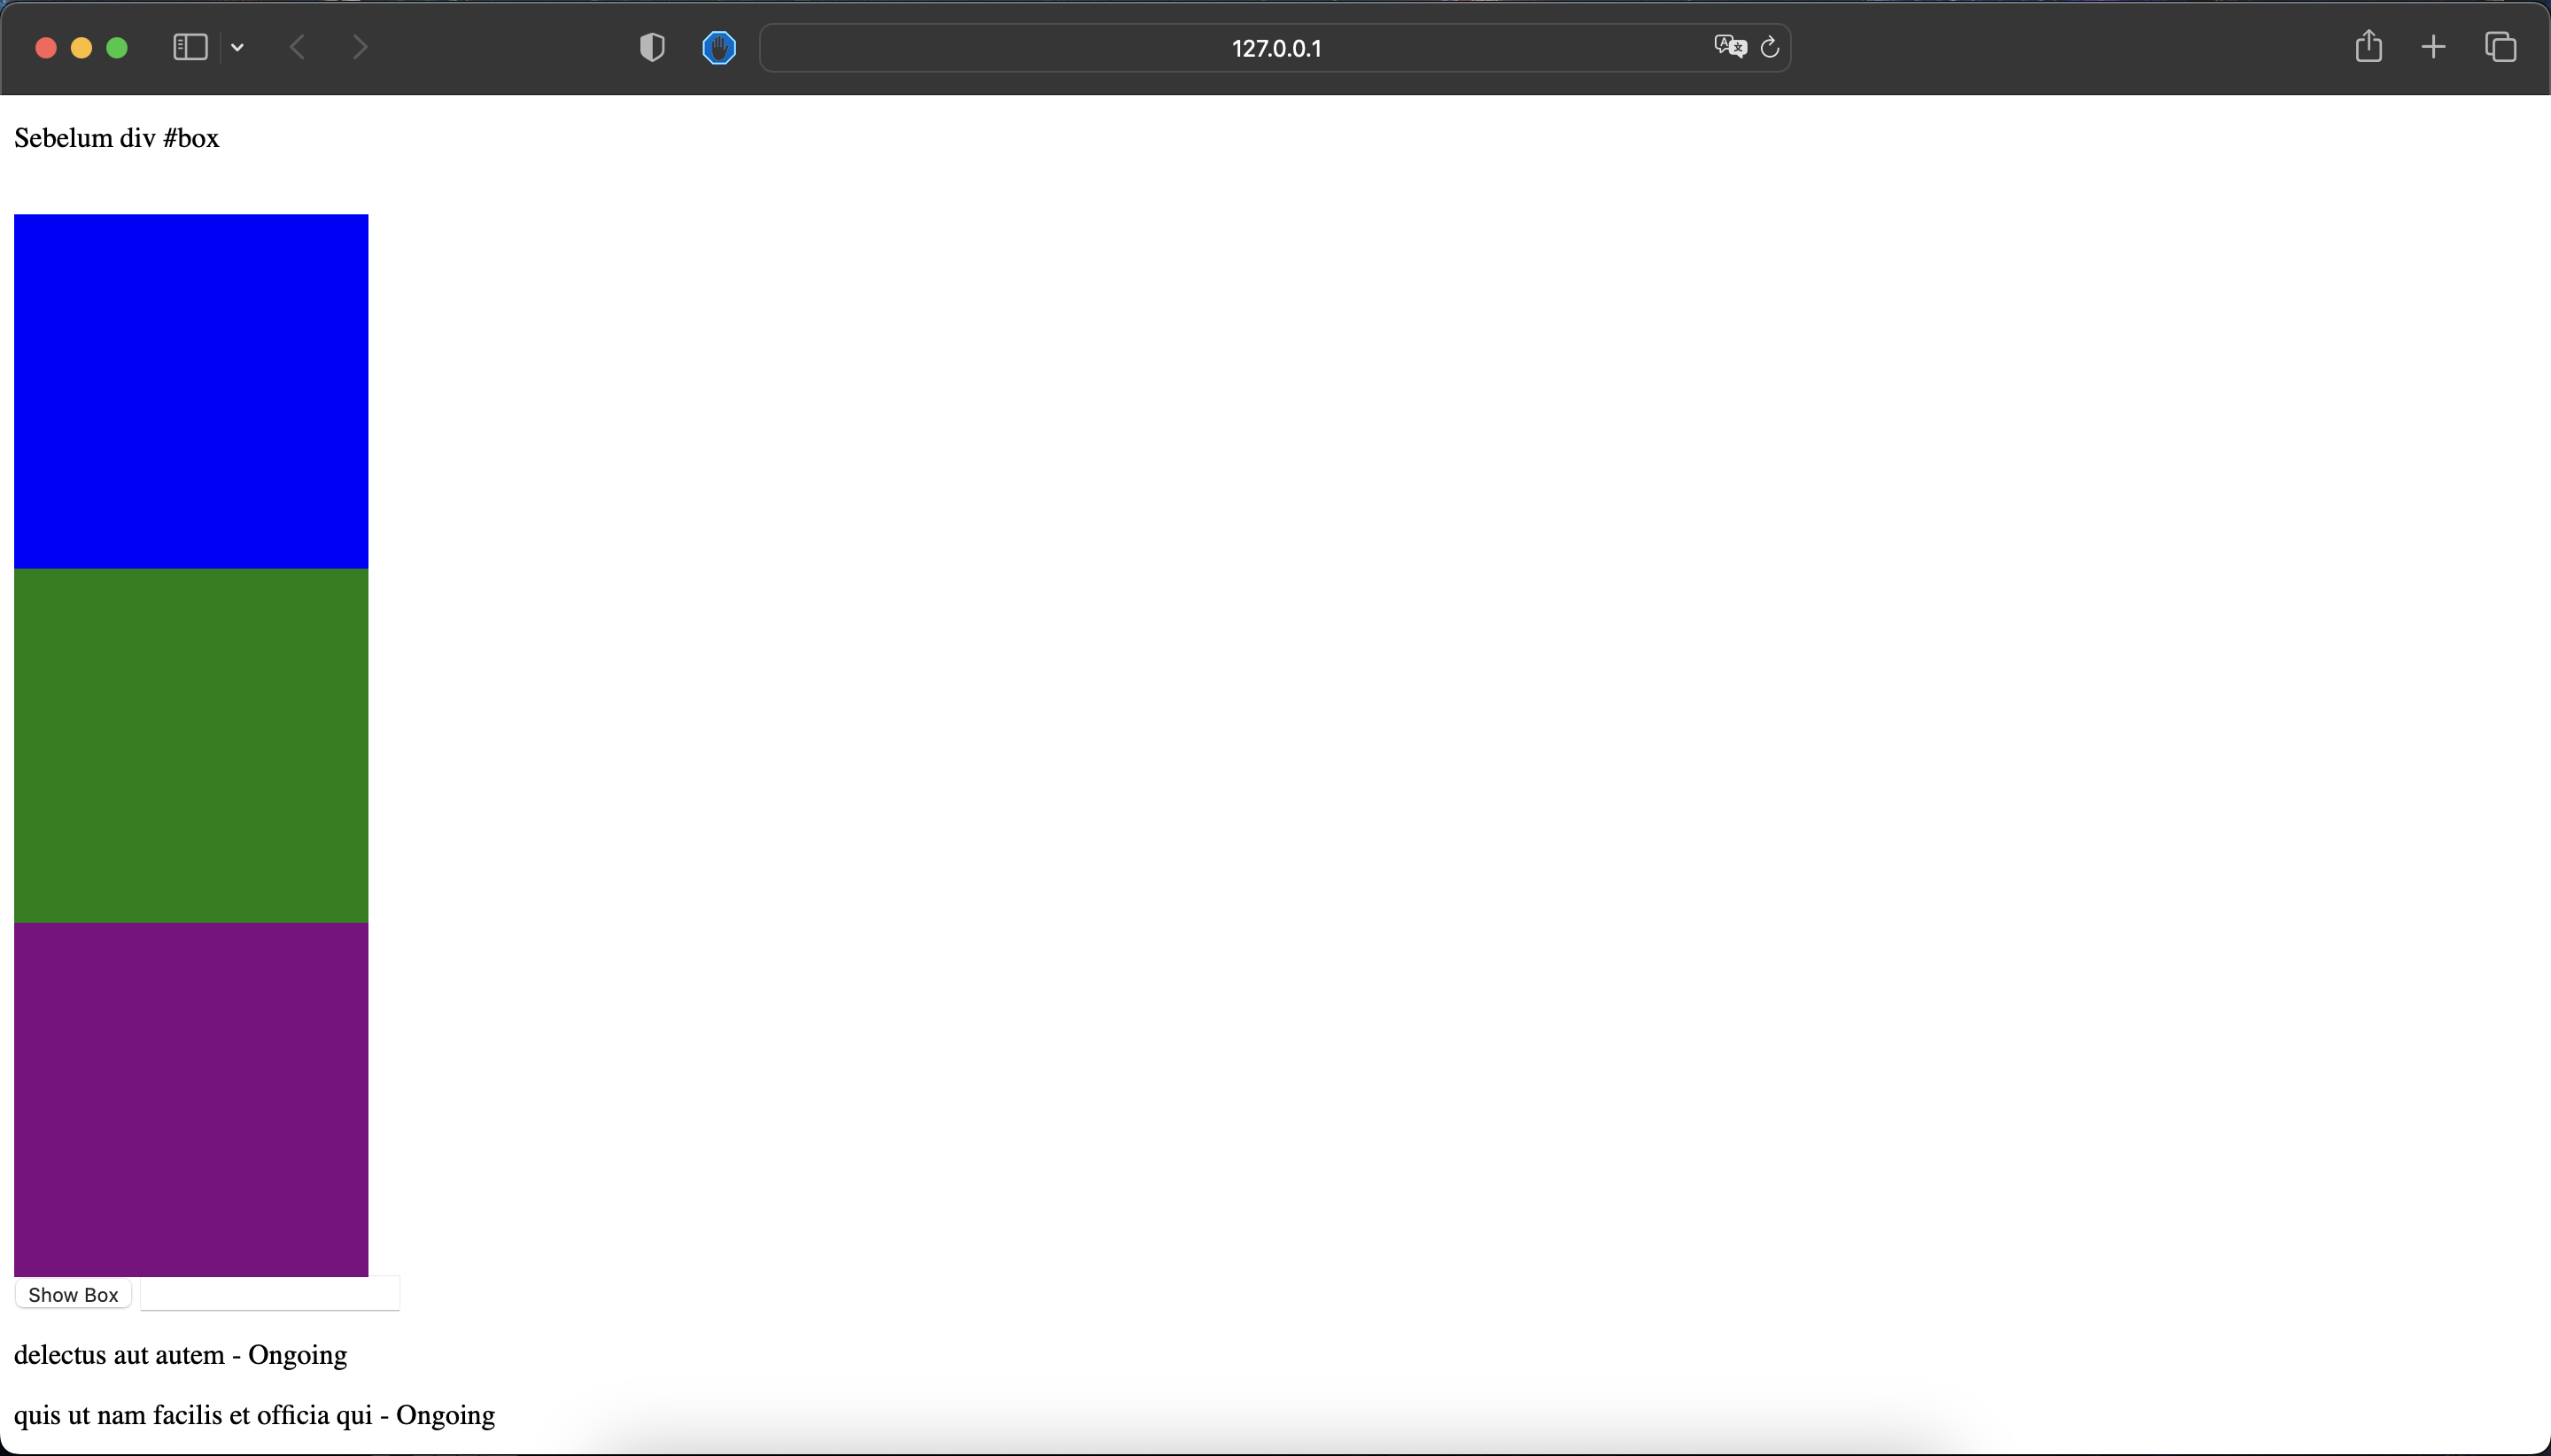 127.0.0.1
Sebelum div #box
Show Box
delectus aut autem - Ongoing
quis ut nam facilis et officia qui - Ongoing